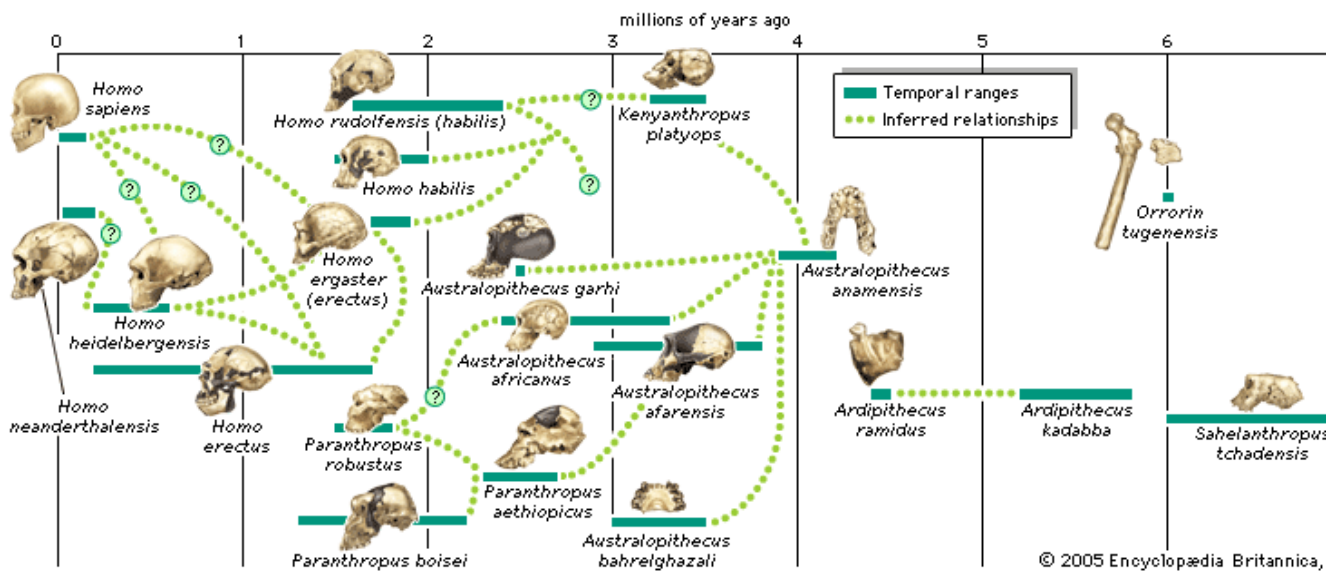 millions of years ago
0 1 2 3 4 5 6
Homo
sapiens
Homo rudolfensis (habilis)
?
Kenyanthropus
platyops
Temporal ranges
Inferred relationships
?
Homo habilis
?
?
?
Orrorin
tugenensis
?
Homo
ergaster
(erectus)
Australopithecus garhi
Australopithecus
anamensis
Homo
heidelbergensis
Australopithecus
africanus
Australopithecus
afarensis
?
Homo
neanderthalensis
Homo
erectus
Paranthropus
robustus
Ardipithecus
ramidus
Ardipithecus
kadabba
Sahelanthropus
tchadensis
Paranthropus
aethiopicus
Paranthropus boisei
Australopithecus
bahrelghazali
© 2005 Encyclopædia Britannica,